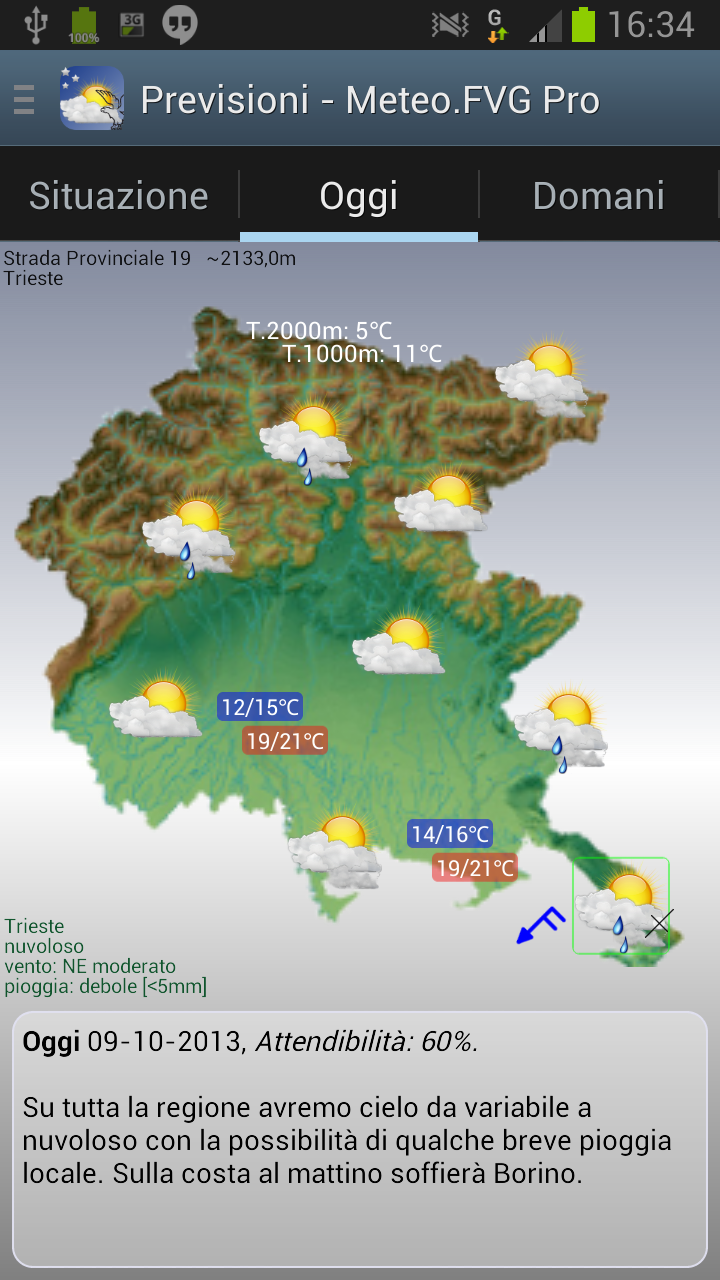 100%
3G
G
16:34
Previsioni - Meteo.FVG Pro
Situazione
Oggi
Domani
Strada Provinciale 19 ~2133,0m
Trieste
T.2000m: 5°C
T.1000m: 11°C
12/15°C
19/21°C
14/16°C
19/21°C
Trieste
nuvoloso
vento: NE moderato
pioggia: debole [<5mm]
Oggi 09-10-2013, Attendibilità: 60%.
Su tutta la regione avremo cielo da variabile a
nuvoloso con la possibilità di qualche breve pioggia
locale. Sulla costa al mattino soffierà Borino.